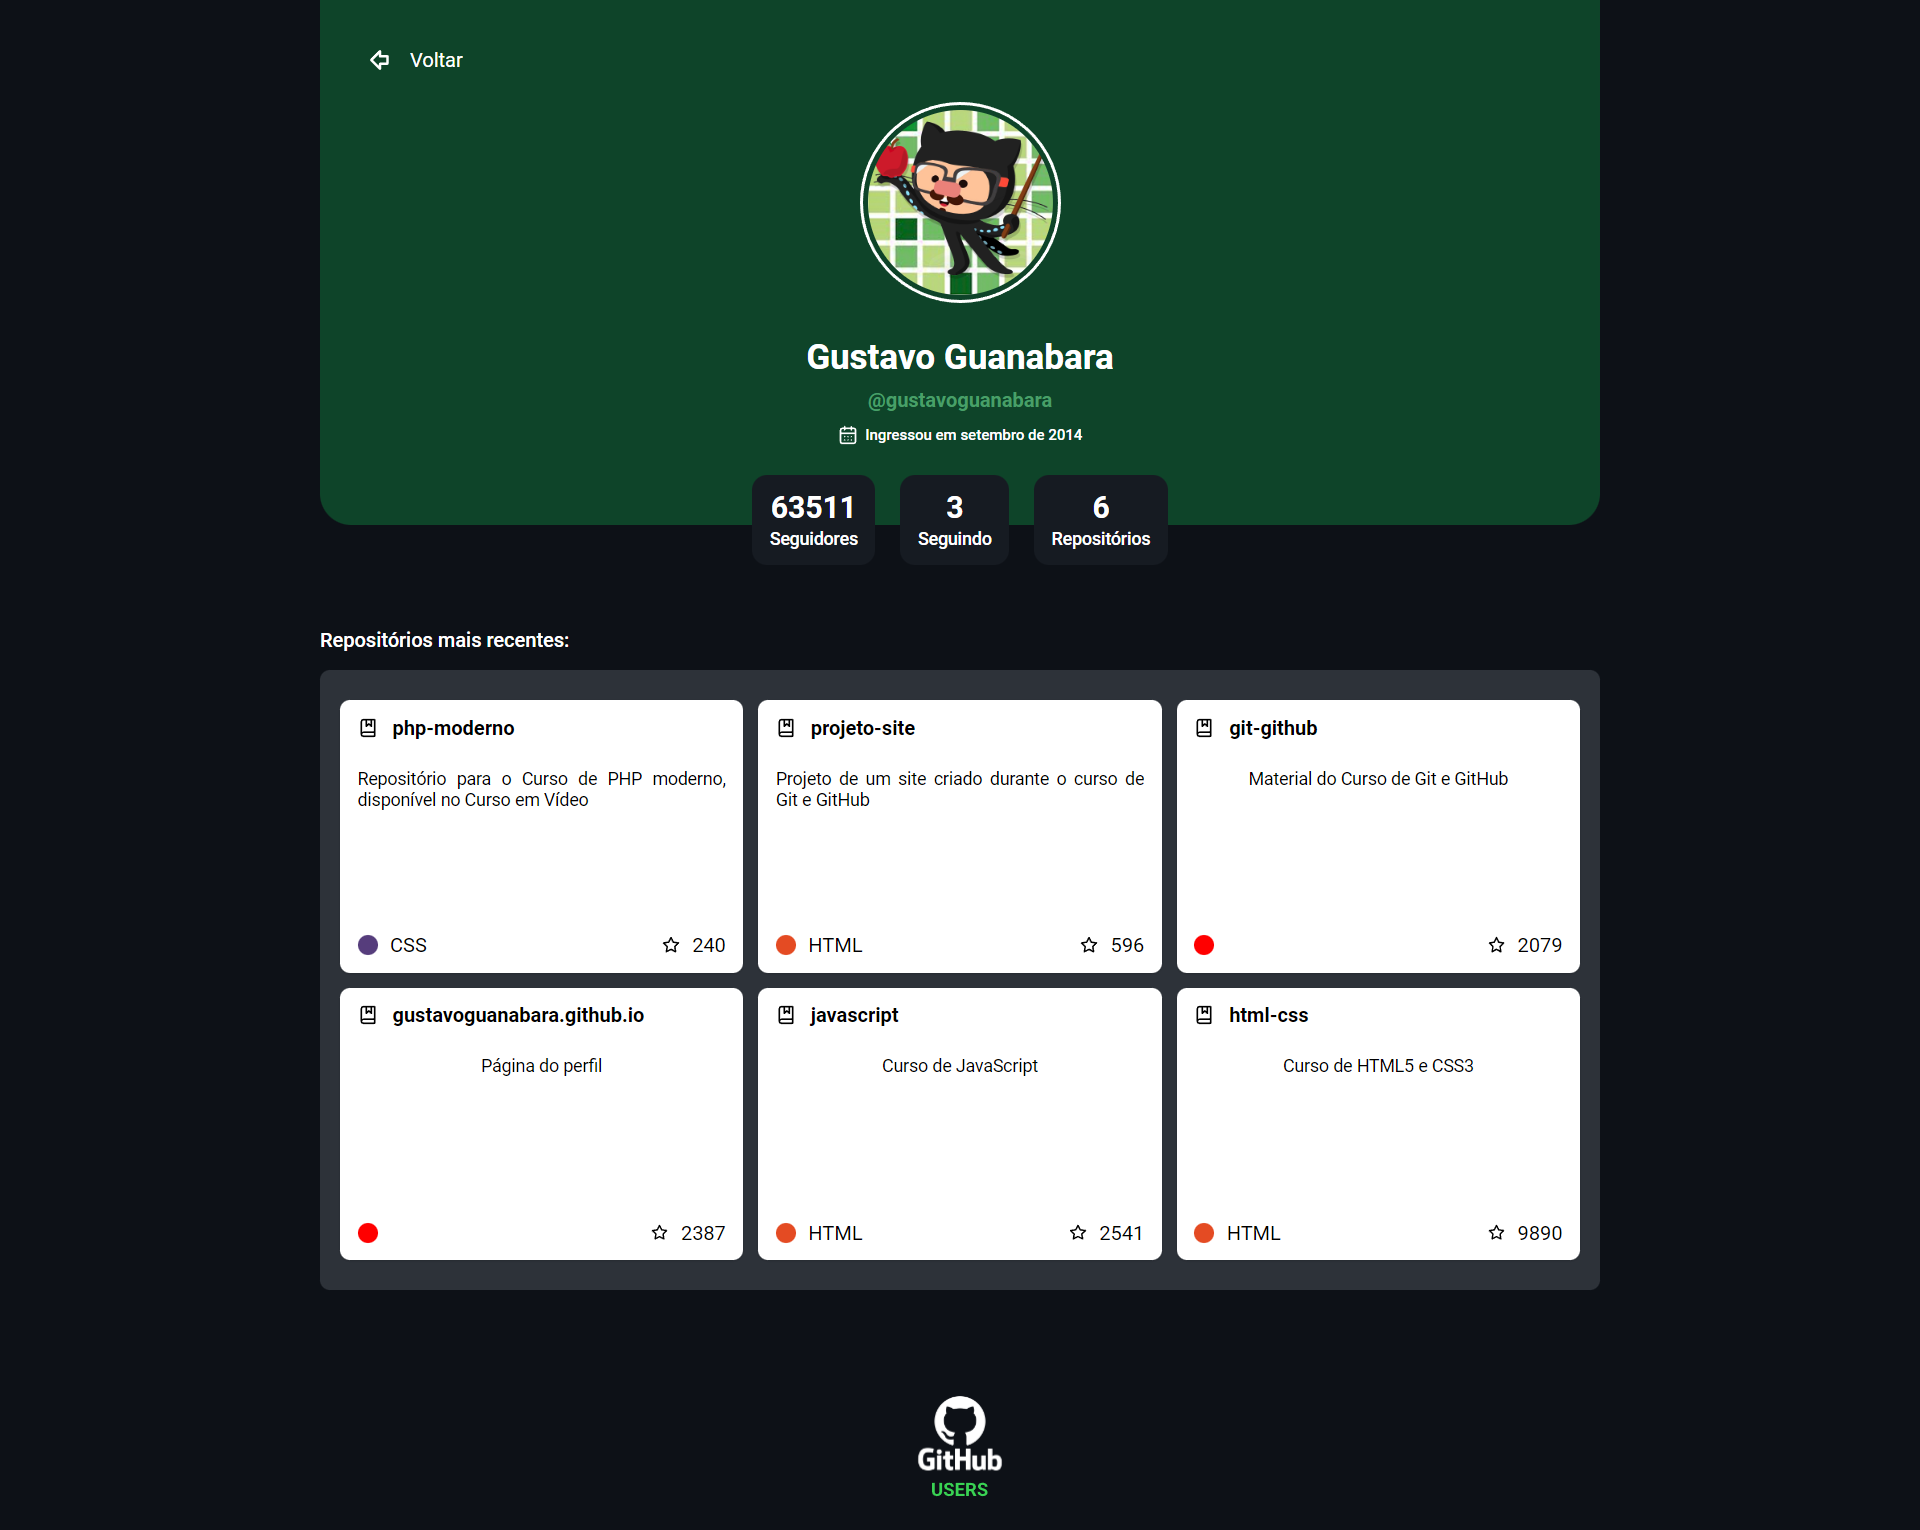 Voltar
Gustavo Guanabara
@gustavoguanabara
Ingressou em setembro de 2014
63511
Seguidores
3
Seguindo
6
Repositórios
Repositórios mais recentes:
php-moderno
Repositório para o Curso de PHP moderno,
disponível no Curso em Vídeo
CSS
240
projeto-site
Projeto de um site criado durante o curso de
Git e GitHub
HTML
596
git-github
Material do Curso de Git e GitHub
2079
gustavoguanabara.github.io
Página do perfil
2387
javascript
Curso de JavaScript
HTML
2541
html-css
Curso de HTML5 e CSS3
HTML
9890
GitHub
USERS